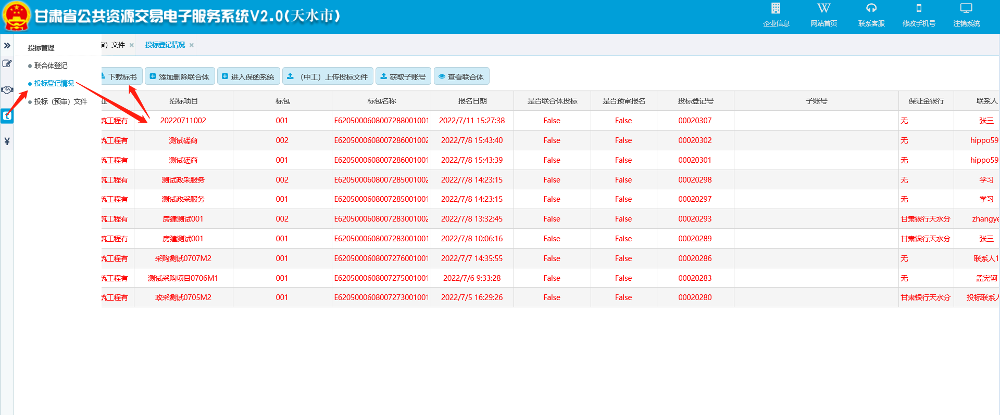 甘肃省公共资源交易电子服务系统V2.0(天水市)
企业信息 网站首页 联系客服 修改手机号 注销系统
投标管理
联合体登记
投标登记情况
投标（预审）文件
审）文件 × 投标登记情况 ×
下载标书 添加删除联合体 进入保函系统 （中工）上传投标文件 获取子账号 查看联合体
业 招标项目 标包 标包名称 报名日期 是否联合体投标 是否预审报名 投标登记号 子账号 保证金银行 联系人
筑工程有 20220711002 001 E6205000608007288001001 2022/7/11 15:27:38 False False 00020307 无 张三
筑工程有 测试磋商 002 E6205000608007286001002 2022/7/8 15:43:40 False False 00020302 无 hippo59
筑工程有 测试磋商 001 E6205000608007286001001 2022/7/8 15:43:39 False False 00020301 无 hippo59
筑工程有 测试政采服务 002 E6205000608007285001002 2022/7/8 14:23:15 False False 00020298 无 学习
筑工程有 测试政采服务 001 E6205000608007285001001 2022/7/8 14:23:15 False False 00020297 无 学习
筑工程有 房建测试001 002 E6205000608007283001002 2022/7/8 13:32:45 False False 00020293 甘肃银行天水分 zhangye
筑工程有 房建测试001 001 E6205000608007283001001 2022/7/8 10:06:16 False False 00020289 甘肃银行天水分 张三
筑工程有 采购测试0707M2 001 E6205000608007276001001 2022/7/7 14:35:55 False False 00020286 无 联系人1
筑工程有 测试采购项目0706M1 001 E6205000608007275001001 2022/7/6 9:33:28 False False 00020283 无 孟宪轲
筑工程有 政采测试0705M2 001 E6205000608007273001001 2022/7/5 16:29:26 False False 00020280 甘肃银行天水分 投标联系人